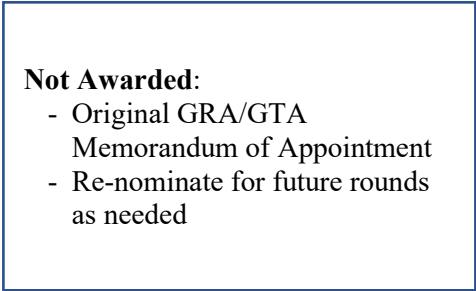 Not Awarded:
- Original GRA/GTA
Memorandum of Appointment
- Re-nominate for future rounds
as needed